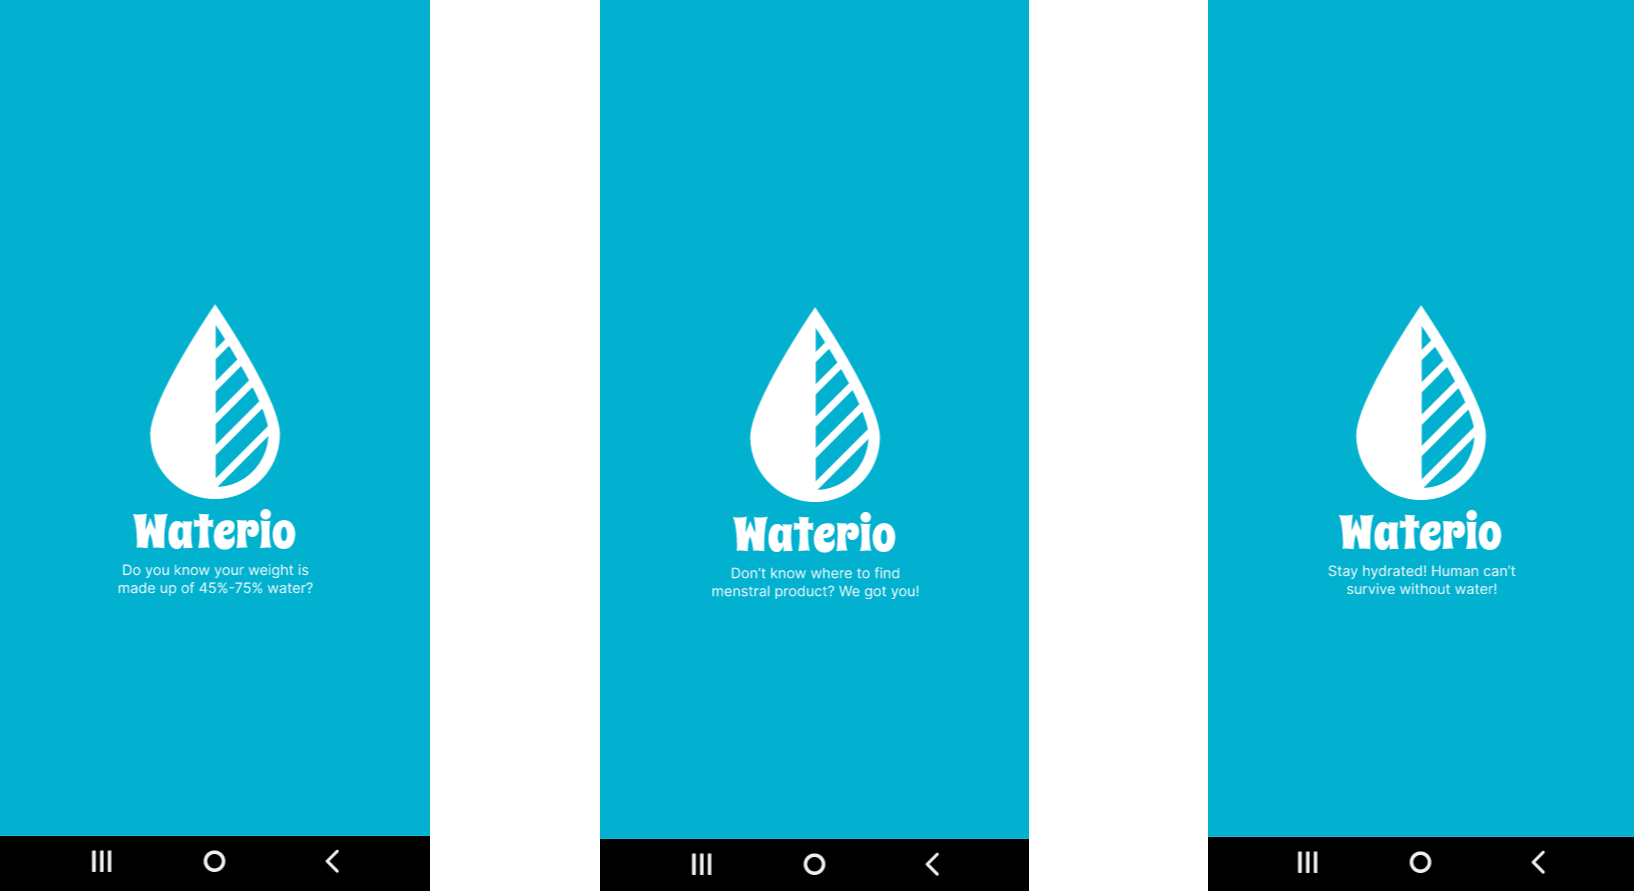 Waterio
Do you know your weight is
made up of 45%-75% water?
Waterio
Don't know where to find
menstral product? We got you!
Waterio
Stay hydrated! Human can't
survive without water!